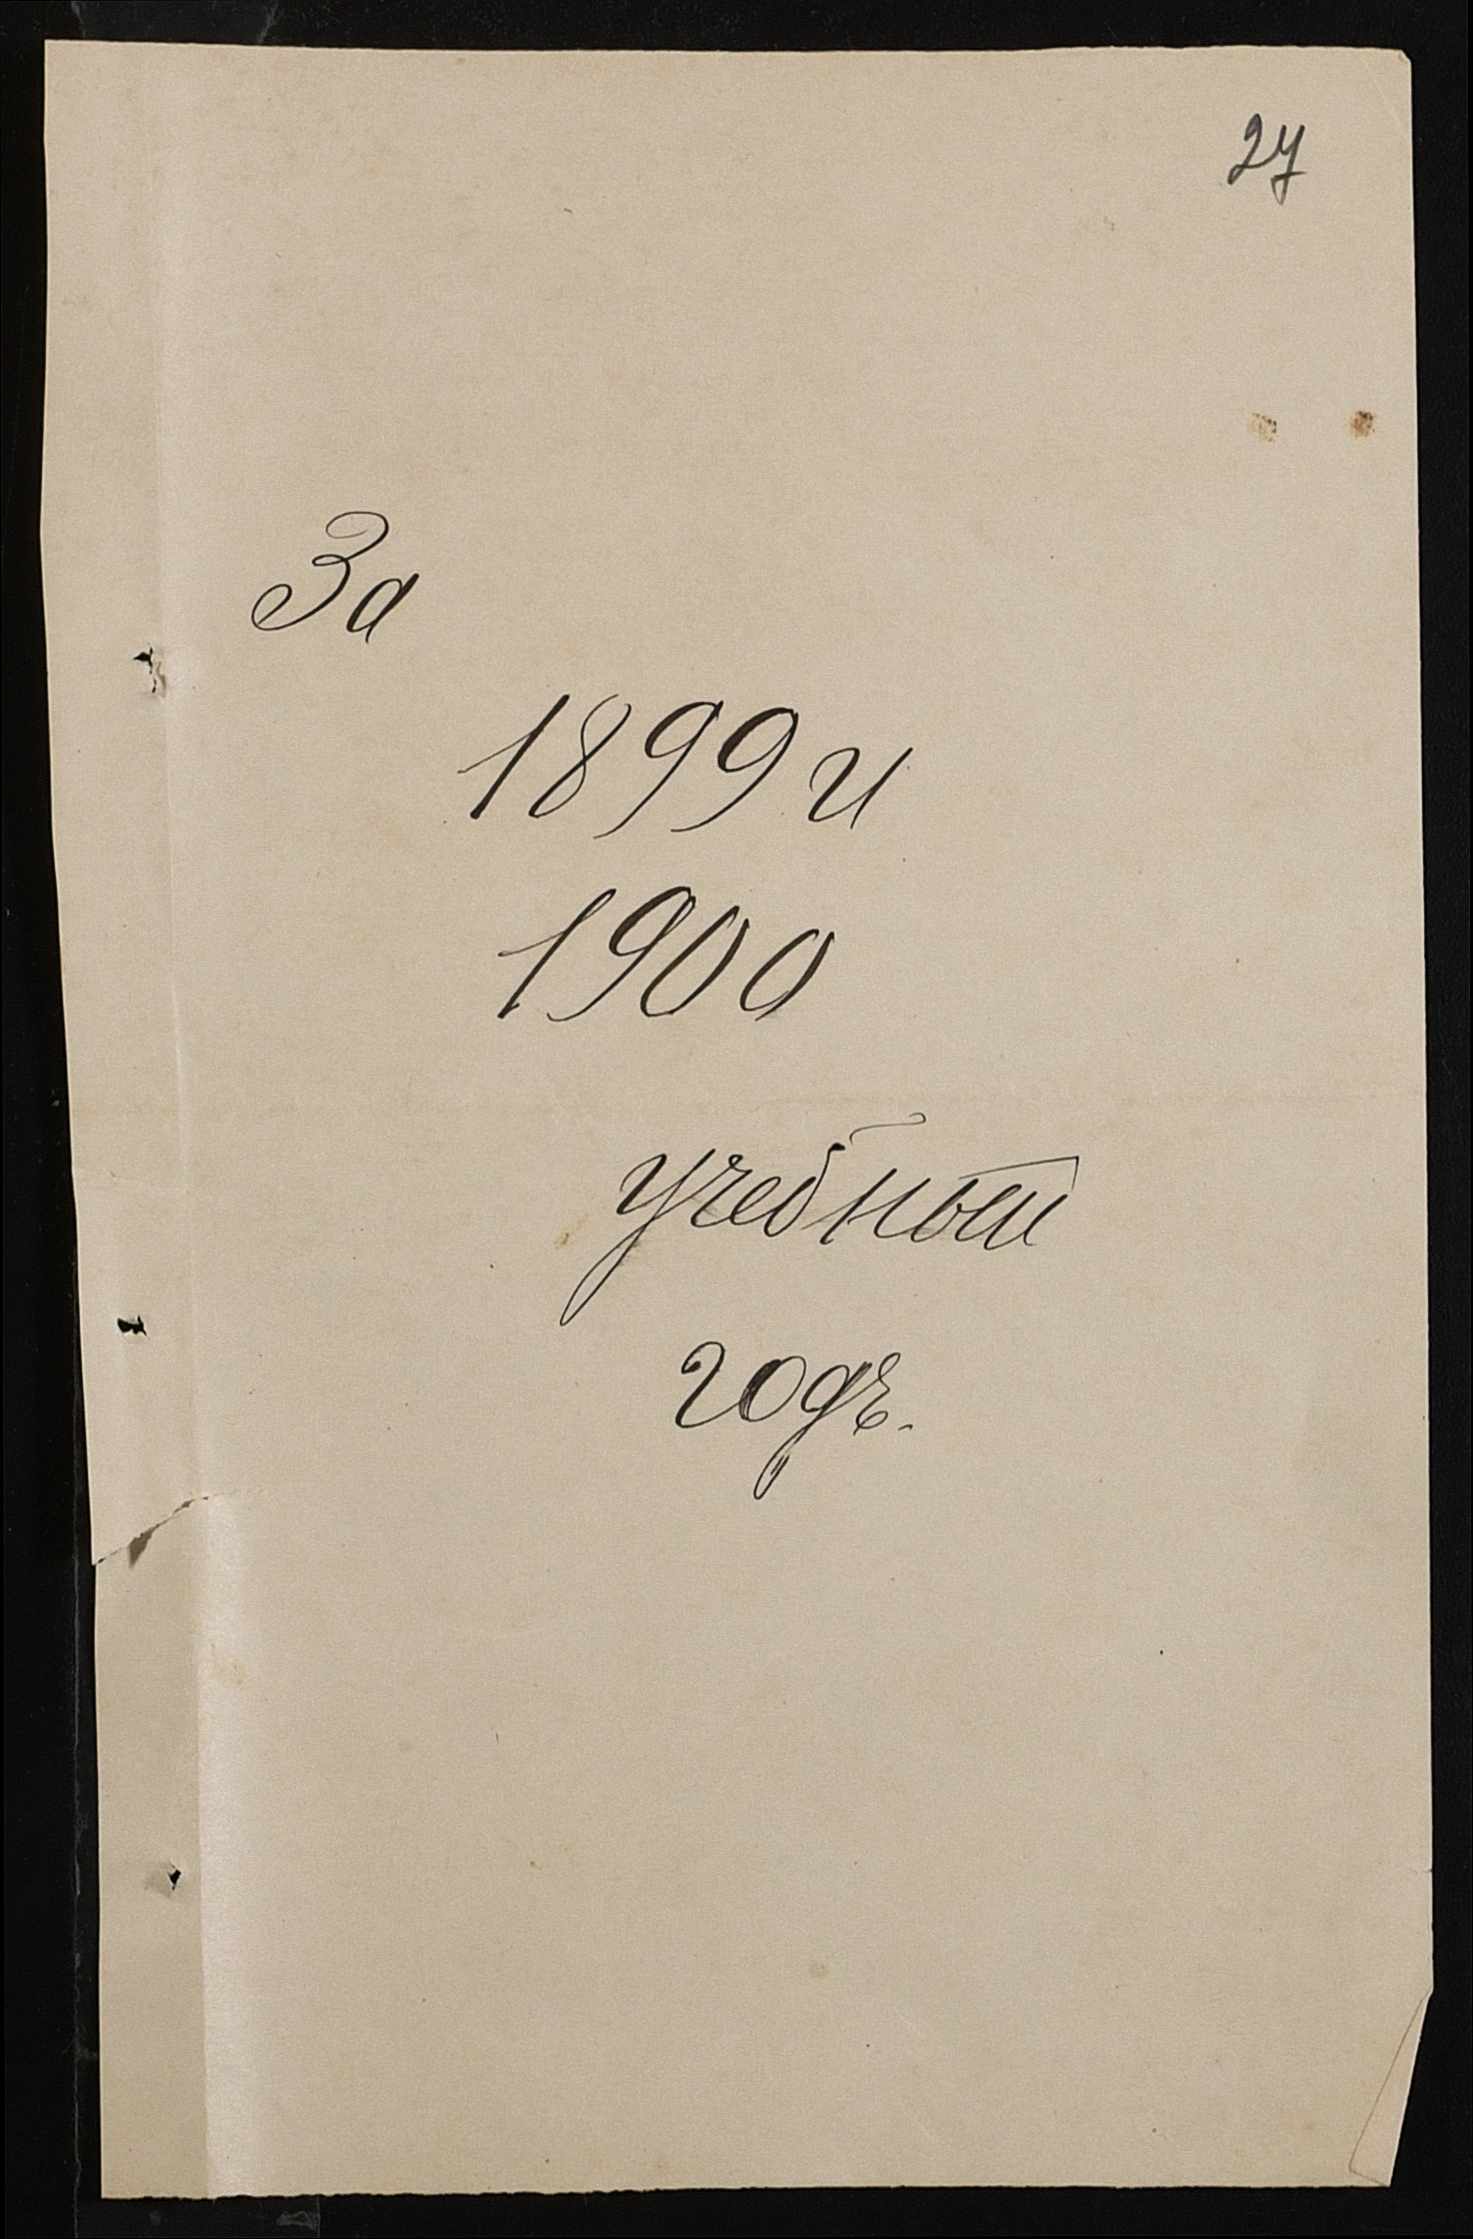 27
За
1899 и
1900
учебный
годъ.